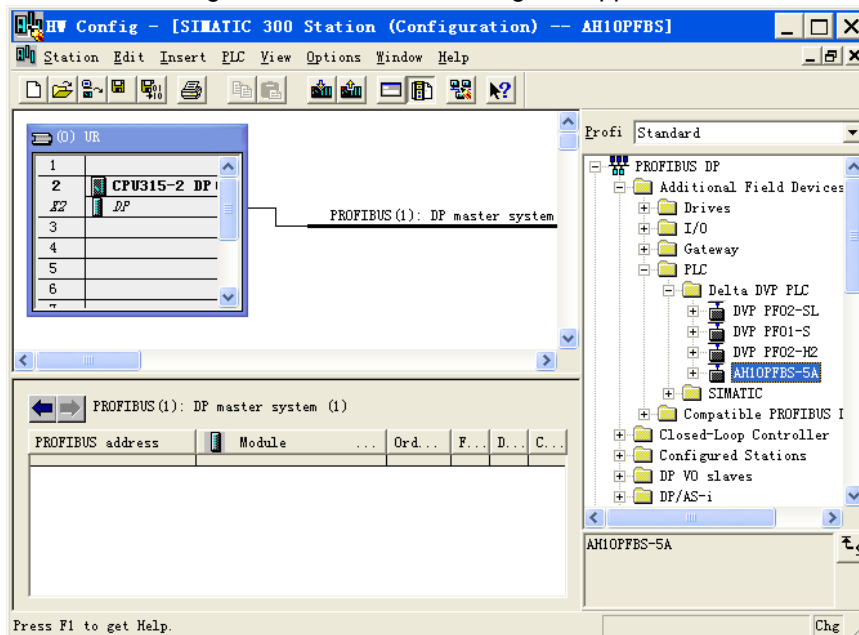 HW Config - [SIMATIC 300 Station (Configuration) -- AH10PFBS]
Station Edit Insert PLC View Options Window Help
(0) UR
1
2 CPU315-2 DP
X2 DP
3
4
5
6
PROFIBUS(1): DP master system
Profi Standard
PROFIBUS DP
Additional Field Devices
Drives
I/O
Gateway
PLC
Delta DVP PLC
DVP PF02-SL
DVP PF01-S
DVP PF02-H2
AH10PFBS-5A
SIMATIC
Compatible PROFIBUS
Closed-Loop Controller
Configured Stations
DP V0 slaves
DP/AS-i
PROFIBUS(1): DP master system (1)
PROFIBUS address Module ... Ord... F... D... C...
AH10PFBS-5A
Press F1 to get Help.
Chg